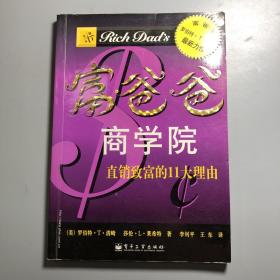 Rich Dad's
富爸爸
商学院
直销致富的11大理由
(美) 罗伯特·T·清崎 莎伦·L·莱希特 著 李钊平 王东 译
电子工业出版社